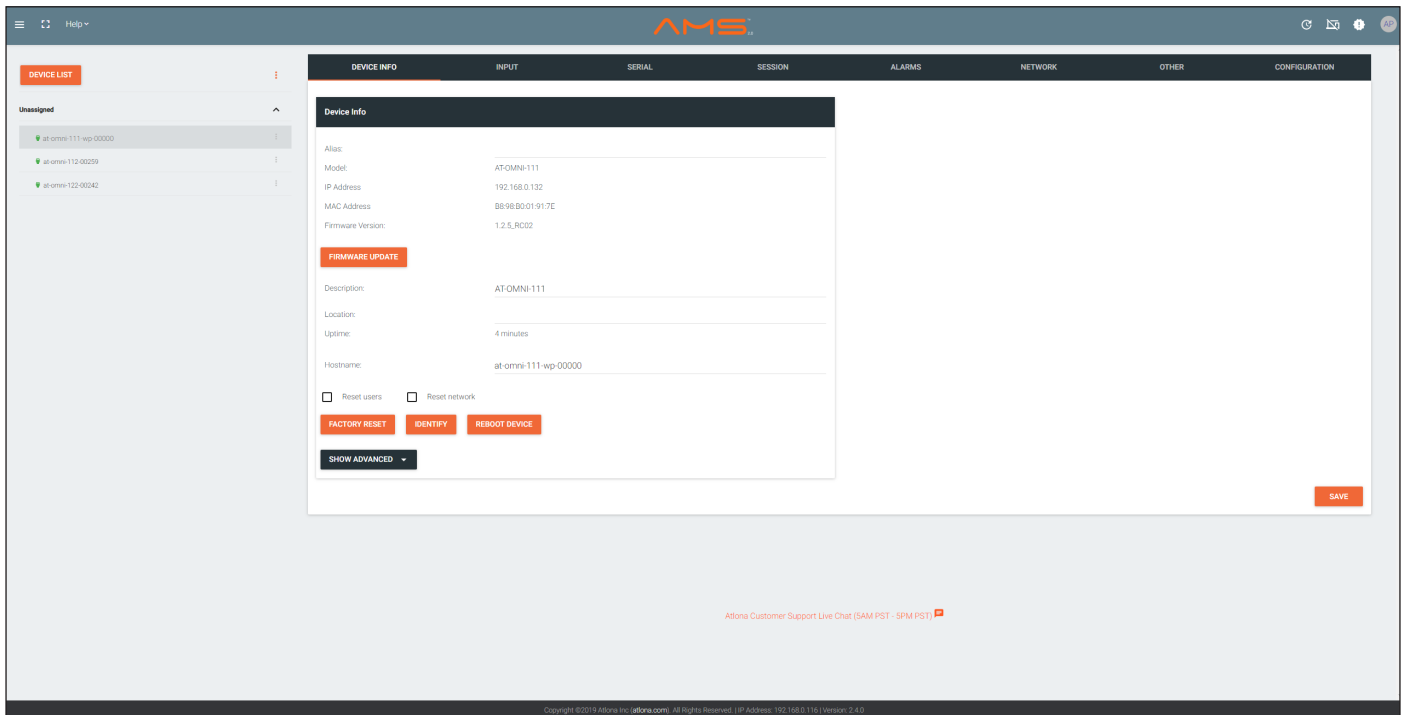 Help
AMS
AP
DEVICE LIST
Unassigned
at-omni-111-wp-00000
at-omni-112-00259
at-omni-122-00242
DEVICE INFO INPUT SERIAL SESSION ALARMS NETWORK OTHER CONFIGURATION
Device Info
Alias:
Model: AT-OMNI-111
IP Address 192.168.0.132
MAC Address B8:98:B0:01:91:7E
Firmware Version: 1.2.5_RC02
FIRMWARE UPDATE
Description: AT-OMNI-111
Location:
Uptime: 4 minutes
Hostname: at-omni-111-wp-00000
Reset users Reset network
FACTORY RESET IDENTIFY REBOOT DEVICE
SHOW ADVANCED
SAVE
Atlona Customer Support Live Chat (5AM PST - 5PM PST)
Copyright ©2019 Atlona Inc (atlona.com). All Rights Reserved. | IP Address: 192.168.0.116 | Version: 2.4.0